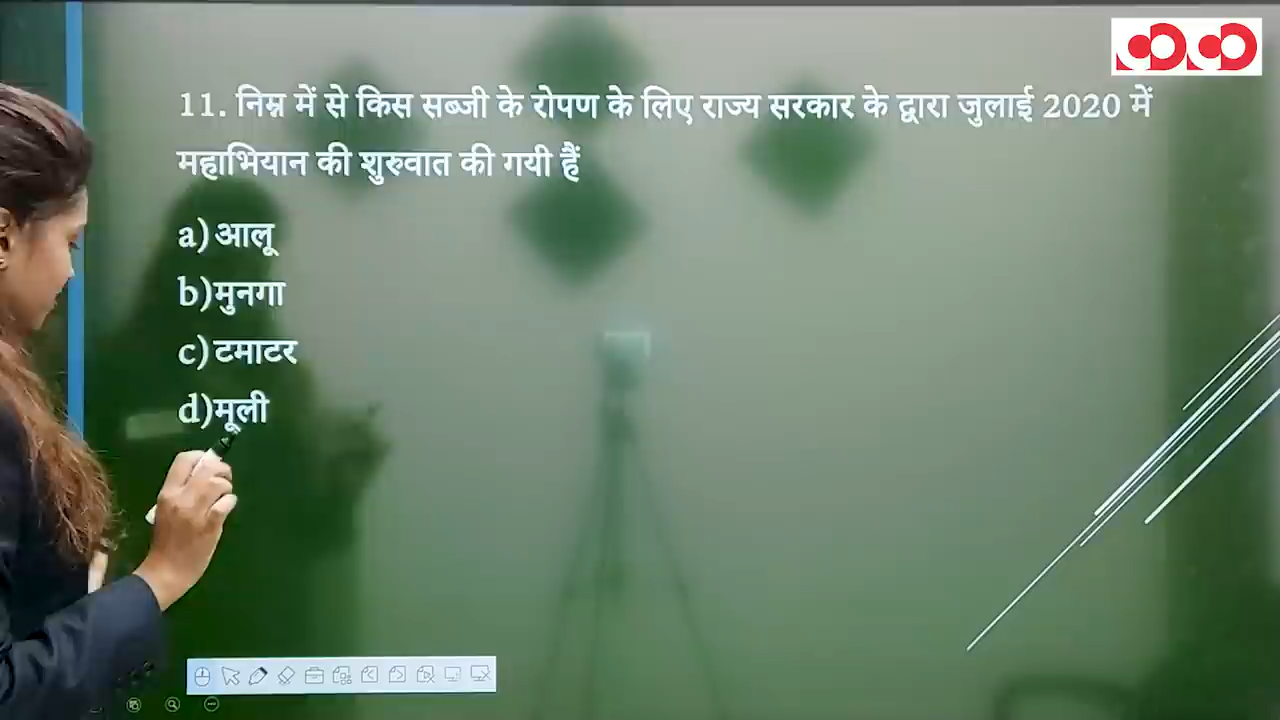 11. निम्न में से किस सब्जी के रोपण के लिए राज्य सरकार के द्वारा जुलाई 2020 में
महाभियान की शुरुवात की गयी हैं
a) आलू
b)मुनगा
c) टमाटर
d)मूली